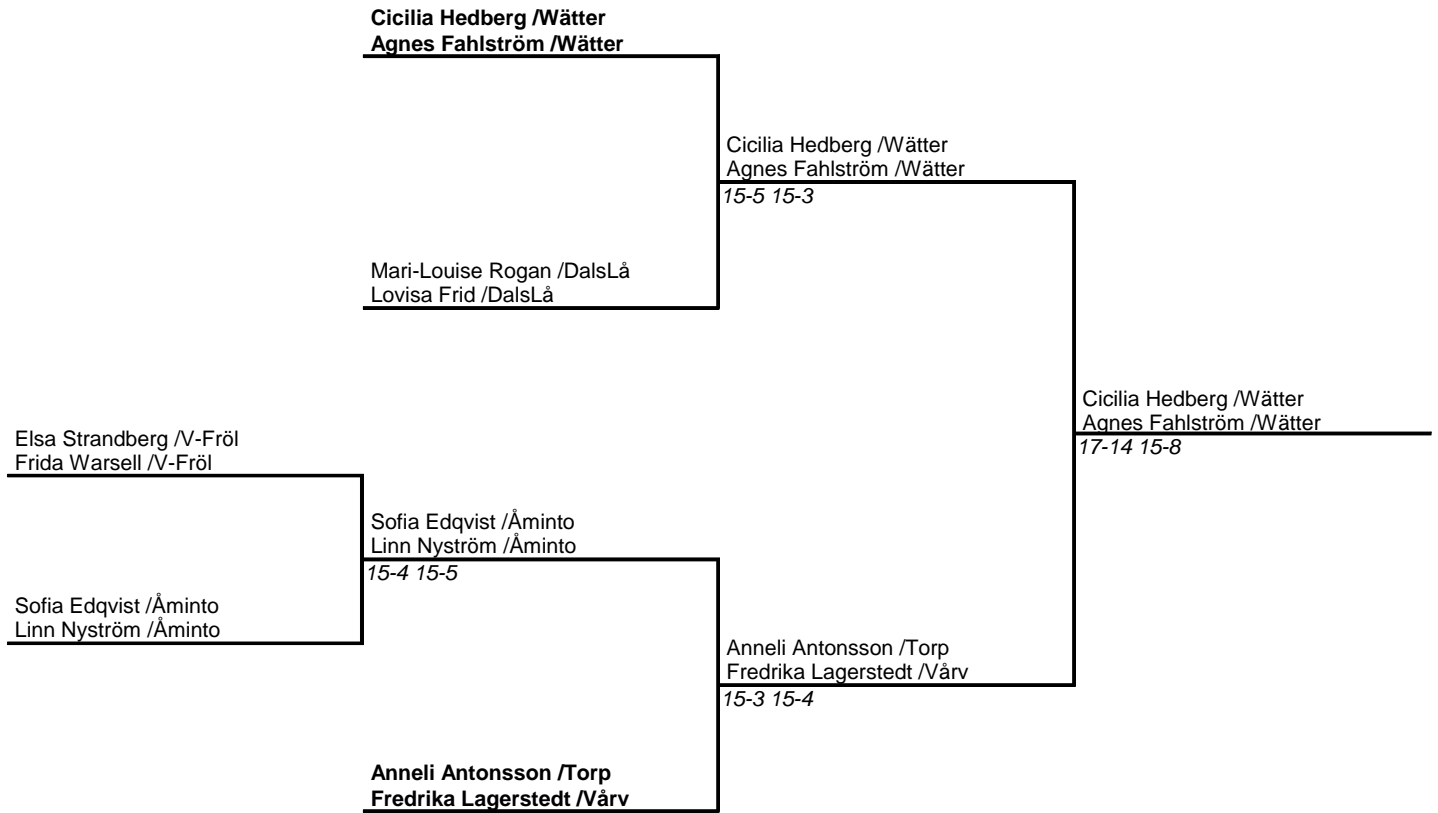 Cicilia Hedberg /Wätter
Agnes Fahlström /Wätter
Cicilia Hedberg /Wätter
Agnes Fahlström /Wätter
15-5 15-3
Mari-Louise Rogan /DalsLå
Lovisa Frid /DalsLå
Cicilia Hedberg /Wätter
Agnes Fahlström /Wätter
17-14 15-8
Elsa Strandberg /V-Fröl
Frida Warsell /V-Fröl
Sofia Edqvist /Åminto
Linn Nyström /Åminto
15-4 15-5
Sofia Edqvist /Åminto
Linn Nyström /Åminto
Anneli Antonsson /Torp
Fredrika Lagerstedt /Vårv
15-3 15-4
Anneli Antonsson /Torp
Fredrika Lagerstedt /Vårv